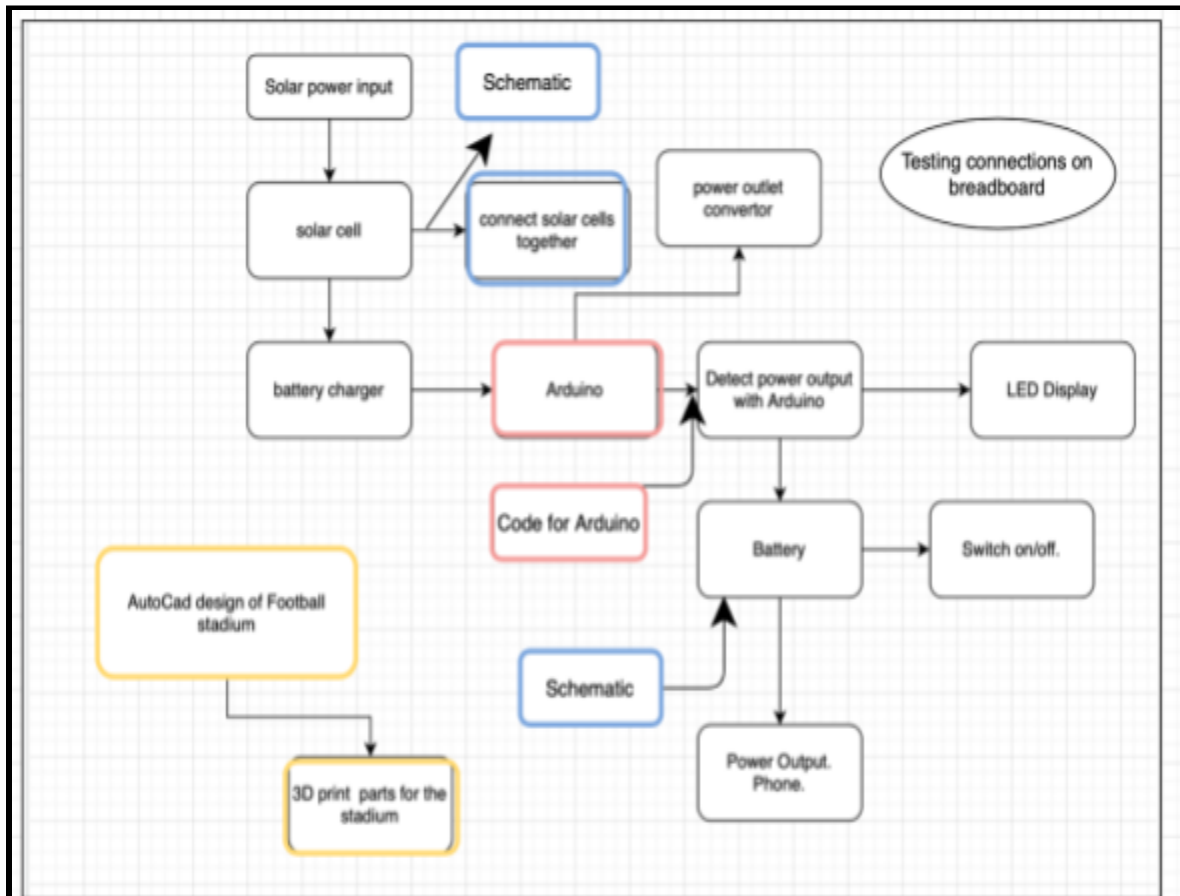 Solar power input
Schematic
Testing connections on
breadboard
power outlet
convertor
solar cell
connect solar cells
together
battery charger
Arduino
Detect power output
with Arduino
LED Display
Code for Arduino
Battery
Switch on/off.
AutoCad design of Football
stadium
Schematic
Power Output.
Phone.
3D print parts for the
stadium